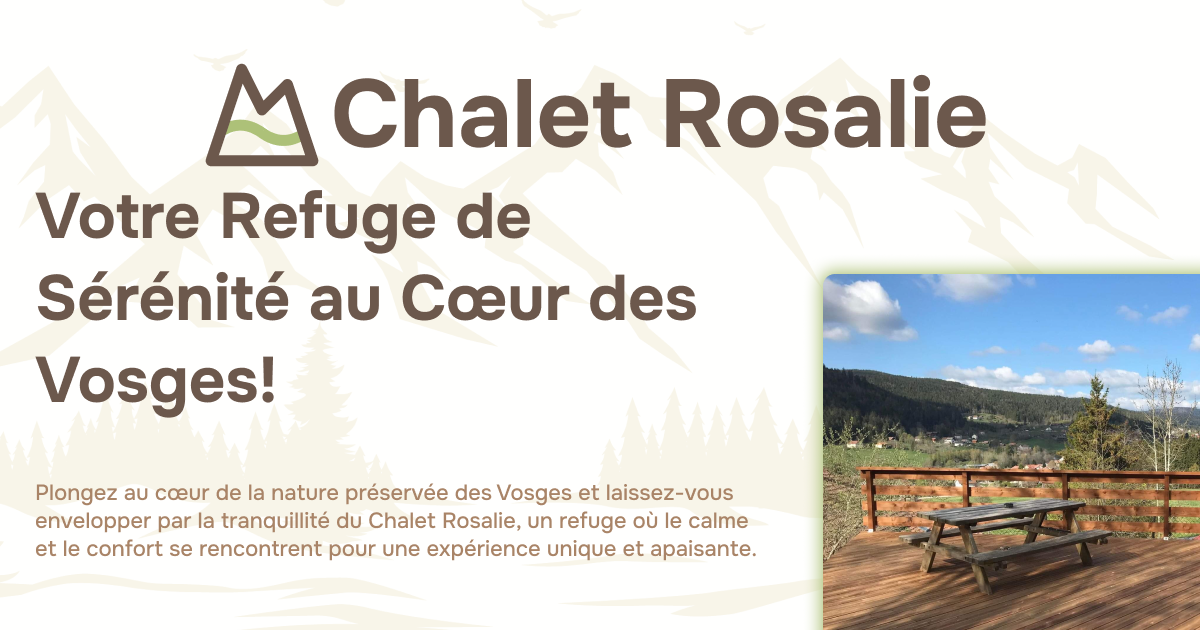 Chalet Rosalie
Votre Refuge de
Sérénité au Cœur des
Vosges!
Plongez au cœur de la nature préservée des Vosges et laissez-vous
envelopper par la tranquillité du Chalet Rosalie, un refuge où le calme
et le confort se rencontrent pour une expérience unique et apaisante.